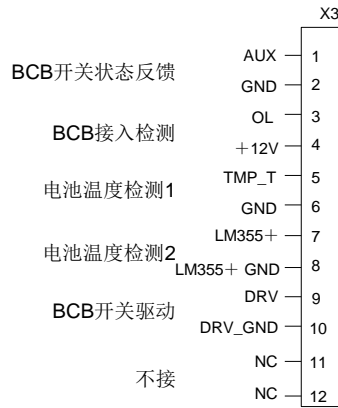 X3
BCB开关状态反馈
AUX 1
GND 2
BCB接入检测
OL 3
＋12V 4
电池温度检测1
TMP_T 5
GND 6
电池温度检测2
LM355＋ 7
LM355＋ GND 8
BCB开关驱动
DRV 9
DRV_GND 10
不接
NC 11
NC 12